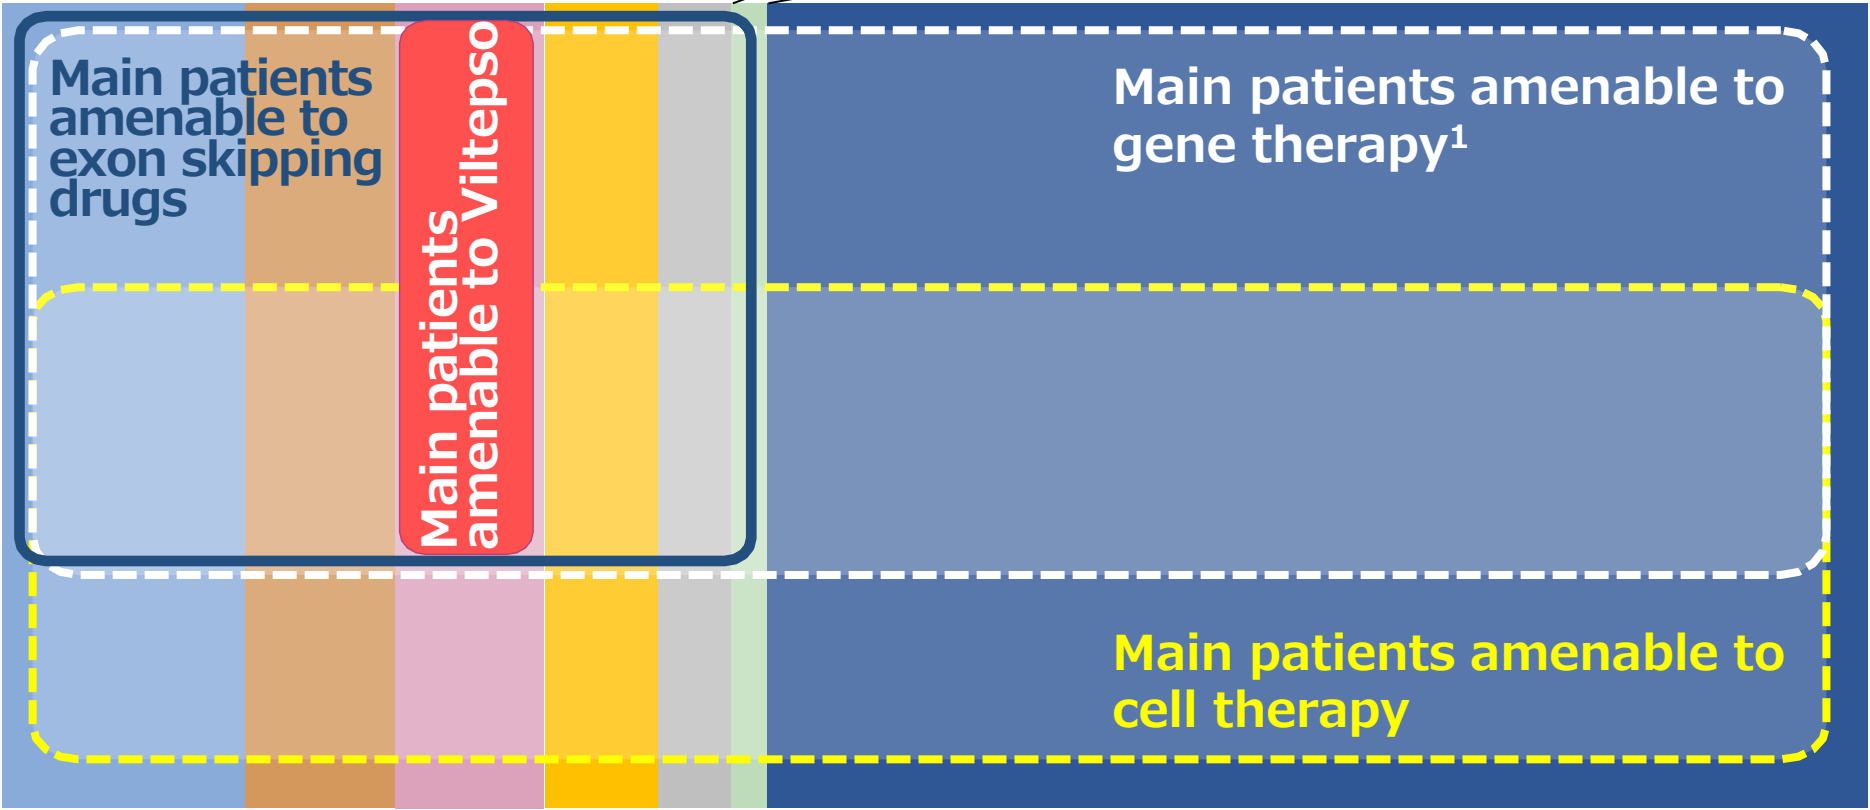 Main patients
amenable to
exon skipping
drugs
Main patients
amenable to Viltepso
Main patients amenable to
gene therapy¹
Main patients amenable to
cell therapy